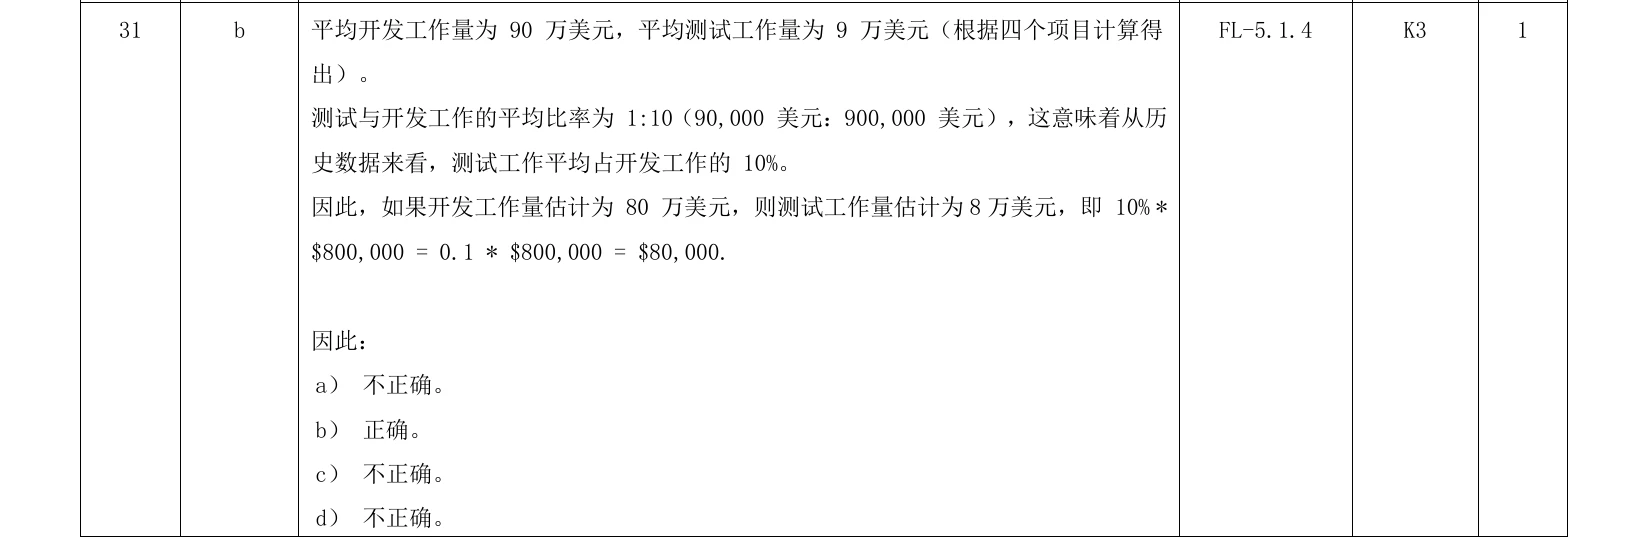 31 b 平均开发工作量为 90 万美元，平均测试工作量为 9 万美元（根据四个项目计算得 FL-5.1.4 K3 1
出）。
测试与开发工作的平均比率为 1:10（90,000 美元：900,000 美元），这意味着从历
史数据来看，测试工作平均占开发工作的 10%。
因此，如果开发工作量估计为 80 万美元，则测试工作量估计为8万美元，即 10%*
$800,000 = 0.1 * $800,000 = $80,000.
因此：
a） 不正确。
b） 正确。
c） 不正确。
d） 不正确。